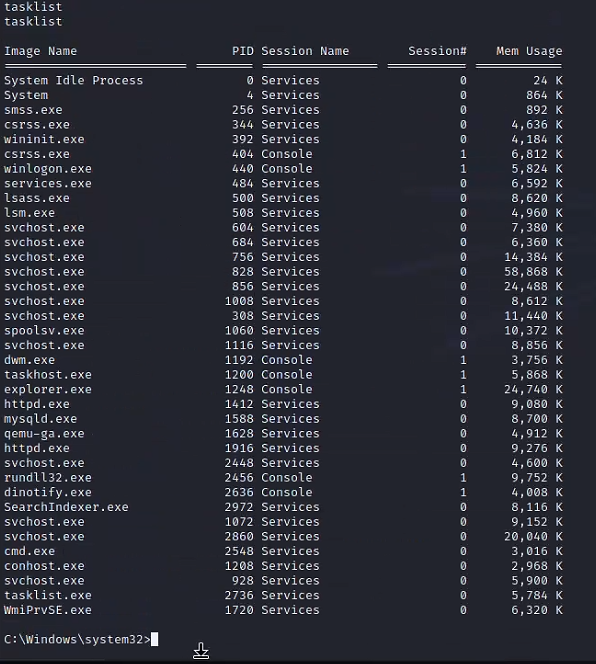 tasklist
tasklist
Image Name PID Session Name Session# Mem Usage
System Idle Process 0 Services 0 24 K
System 4 Services 0 864 K
smss.exe 256 Services 0 892 K
csrss.exe 344 Services 0 4,636 K
wininit.exe 392 Services 0 4,184 K
csrss.exe 404 Console 1 6,812 K
winlogon.exe 440 Console 1 5,824 K
services.exe 484 Services 0 6,592 K
lsass.exe 500 Services 0 8,620 K
lsm.exe 508 Services 0 4,960 K
svchost.exe 604 Services 0 7,380 K
svchost.exe 684 Services 0 6,360 K
svchost.exe 756 Services 0 14,384 K
svchost.exe 828 Services 0 58,868 K
svchost.exe 856 Services 0 24,488 K
svchost.exe 1008 Services 0 8,612 K
svchost.exe 308 Services 0 11,440 K
spoolsv.exe 1060 Services 0 10,372 K
svchost.exe 1116 Services 0 8,856 K
dwm.exe 1192 Console 1 3,756 K
taskhost.exe 1200 Console 1 5,868 K
explorer.exe 1248 Console 1 24,740 K
httpd.exe 1412 Services 0 9,080 K
mysqld.exe 1588 Services 0 8,700 K
qemu-ga.exe 1628 Services 0 4,912 K
httpd.exe 1916 Services 0 9,276 K
svchost.exe 2448 Services 0 4,600 K
rundll32.exe 2456 Console 1 9,752 K
dinotify.exe 2636 Console 1 4,008 K
SearchIndexer.exe 2972 Services 0 8,116 K
svchost.exe 1072 Services 0 9,152 K
svchost.exe 2860 Services 0 20,040 K
cmd.exe 2548 Services 0 3,016 K
conhost.exe 1208 Services 0 2,968 K
svchost.exe 928 Services 0 5,900 K
tasklist.exe 2736 Services 0 5,784 K
WmiPrvSE.exe 1720 Services 0 6,320 K
C:\Windows\system32>